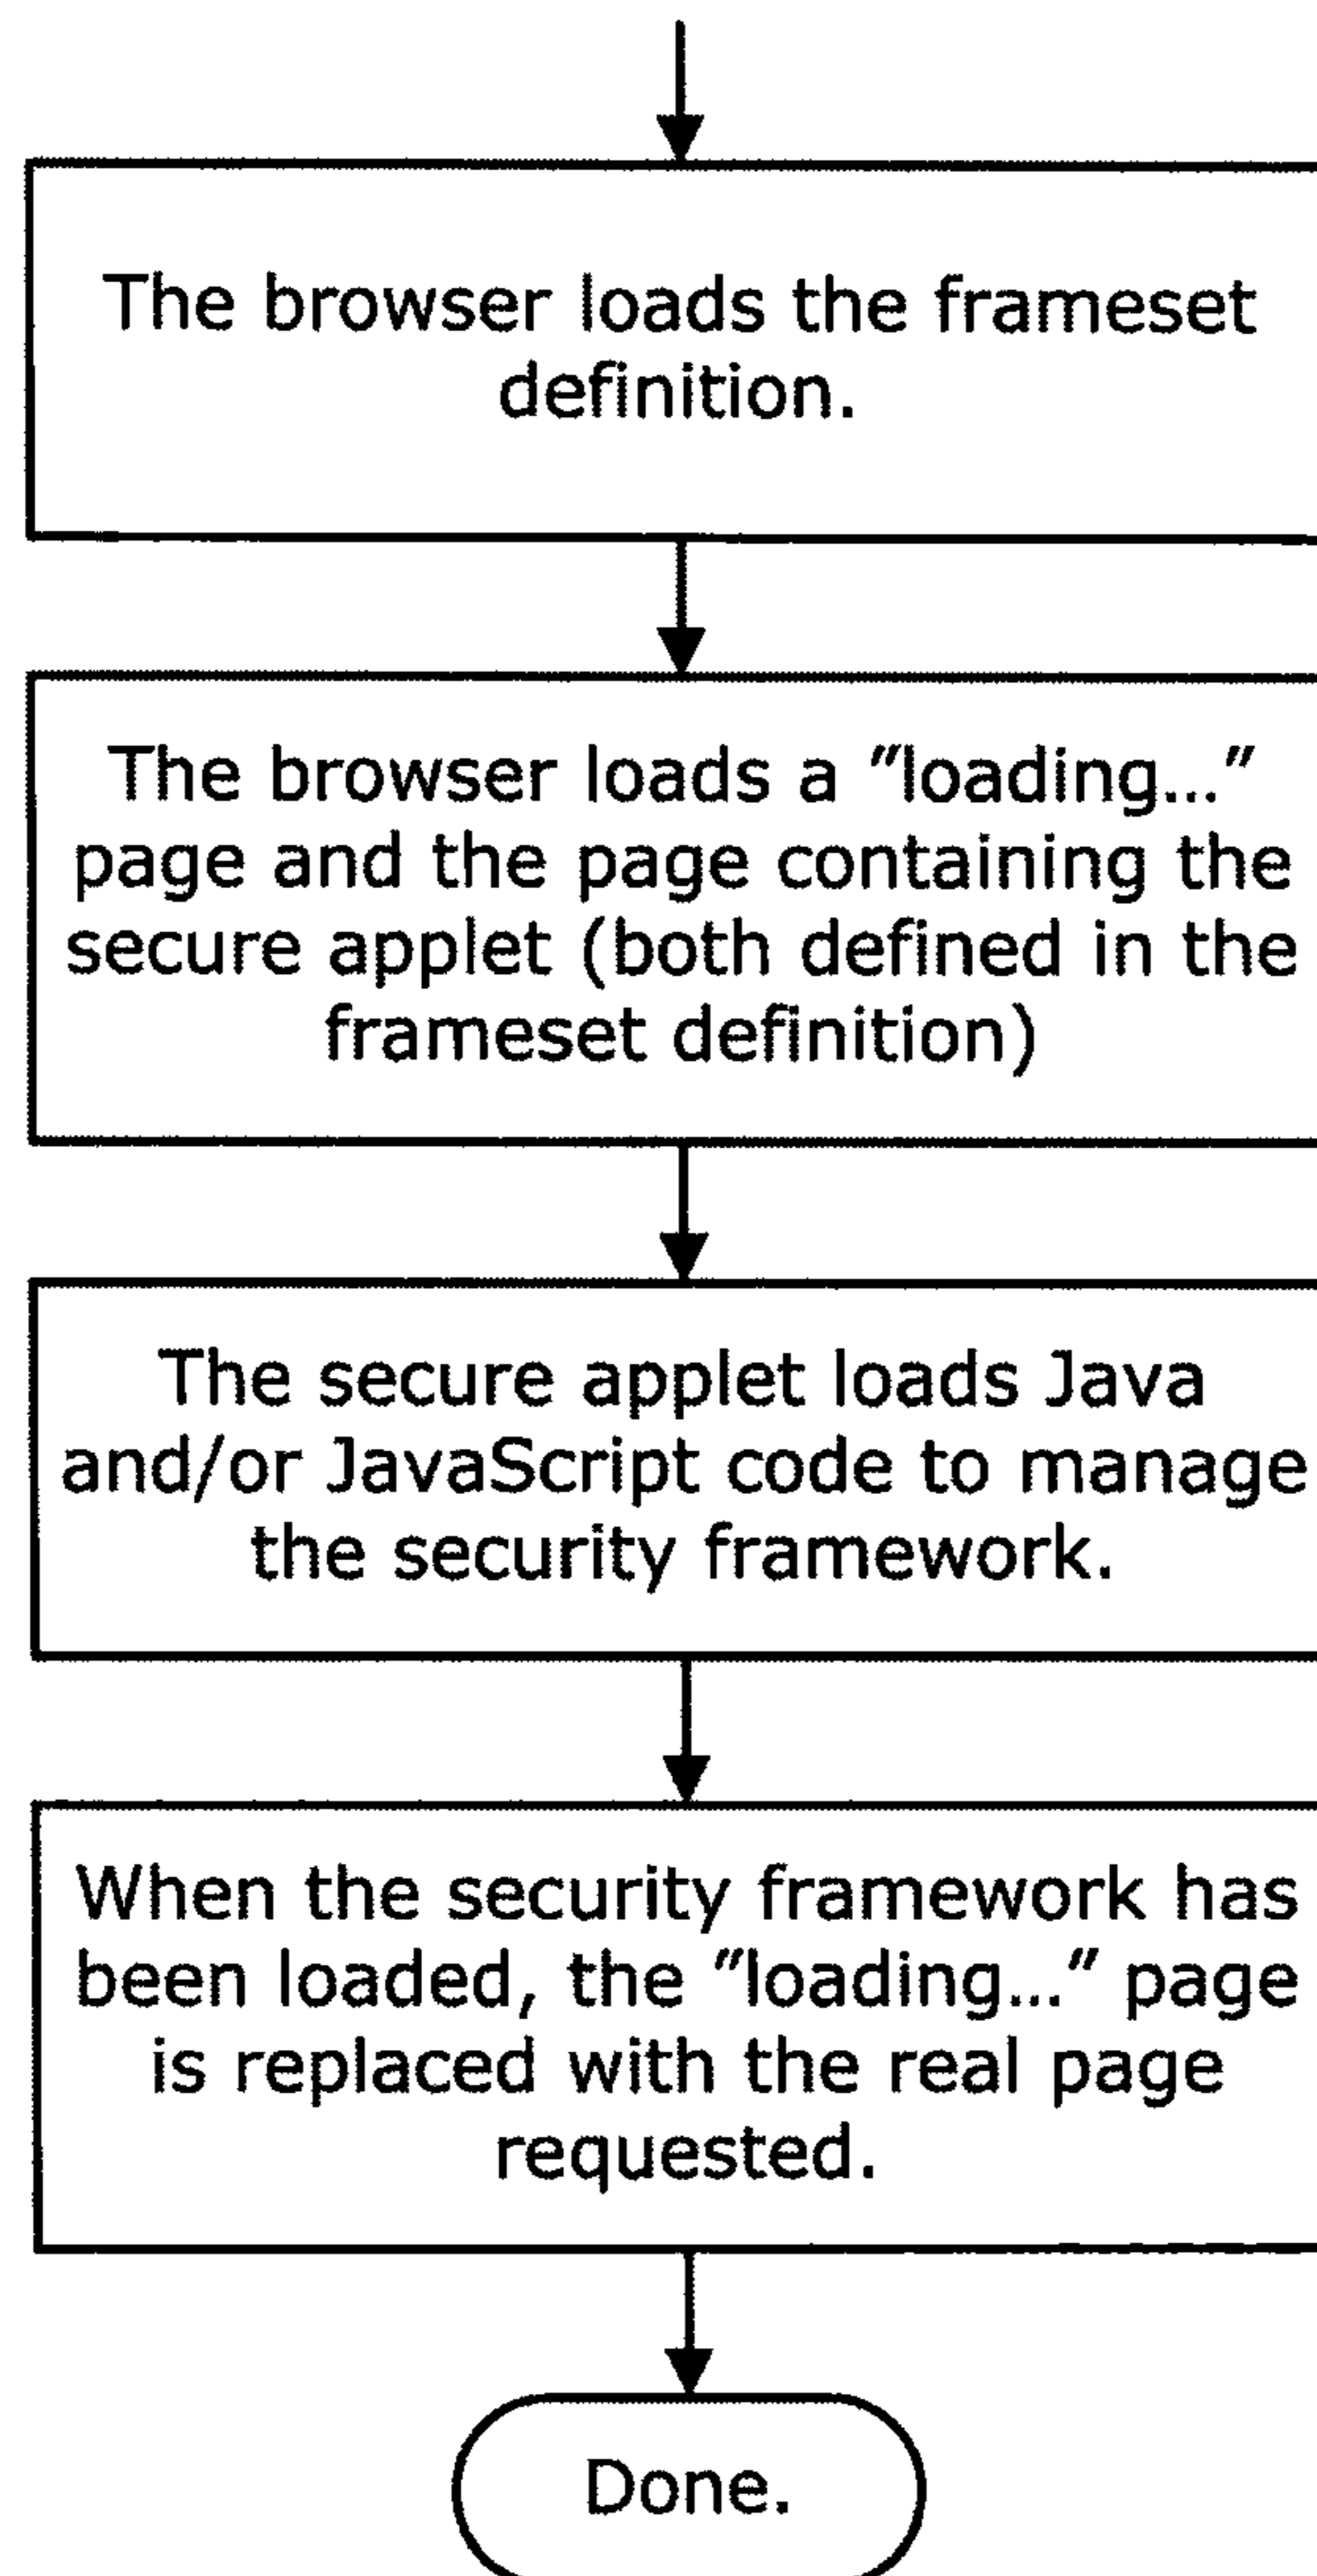 The browser loads the frameset
definition.
The browser loads a "loading..."
page and the page containing the
secure applet (both defined in the
frameset definition)
The secure applet loads Java
and/or JavaScript code to manage
the security framework.
When the security framework has
been loaded, the "loading..." page
is replaced with the real page
requested.
Done.